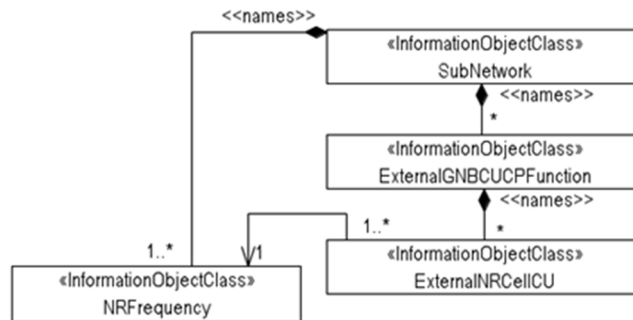 <<names>>
«InformationObjectClass»
SubNetwork
<<names>>
*
«InformationObjectClass»
ExternalGNBCUCPFunction
<<names>>
1..*
*
1..*
1
«InformationObjectClass»
ExternalNRCellCU
«InformationObjectClass»
NRFrequency